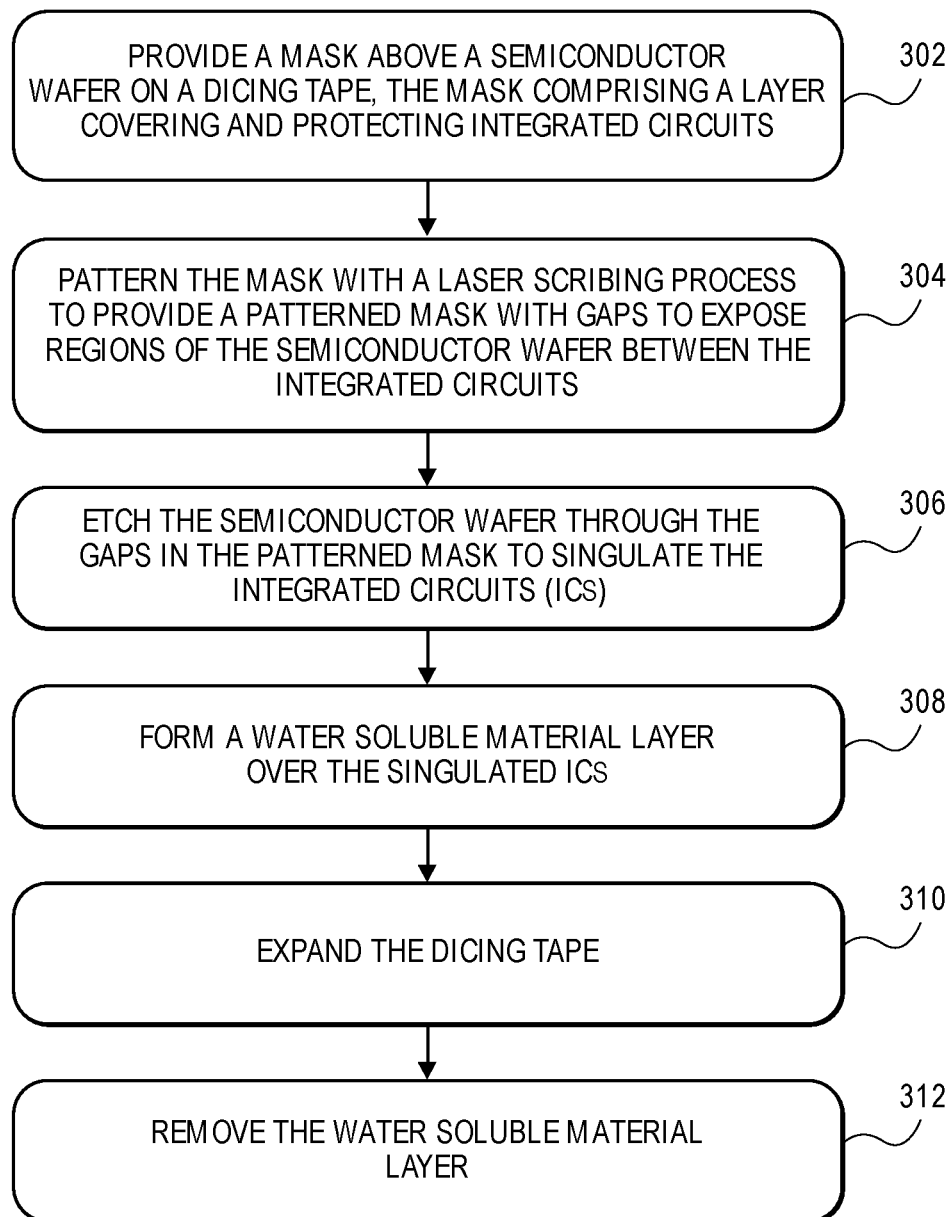 PROVIDE A MASK ABOVE A SEMICONDUCTOR
WAFER ON A DICING TAPE, THE MASK COMPRISING A LAYER
COVERING AND PROTECTING INTEGRATED CIRCUITS
302
PATTERN THE MASK WITH A LASER SCRIBING PROCESS
TO PROVIDE A PATTERNED MASK WITH GAPS TO EXPOSE
REGIONS OF THE SEMICONDUCTOR WAFER BETWEEN THE
INTEGRATED CIRCUITS
304
ETCH THE SEMICONDUCTOR WAFER THROUGH THE
GAPS IN THE PATTERNED MASK TO SINGULATE THE
INTEGRATED CIRCUITS (ICS)
306
FORM A WATER SOLUBLE MATERIAL LAYER
OVER THE SINGULATED ICS
308
EXPAND THE DICING TAPE
310
REMOVE THE WATER SOLUBLE MATERIAL
LAYER
312